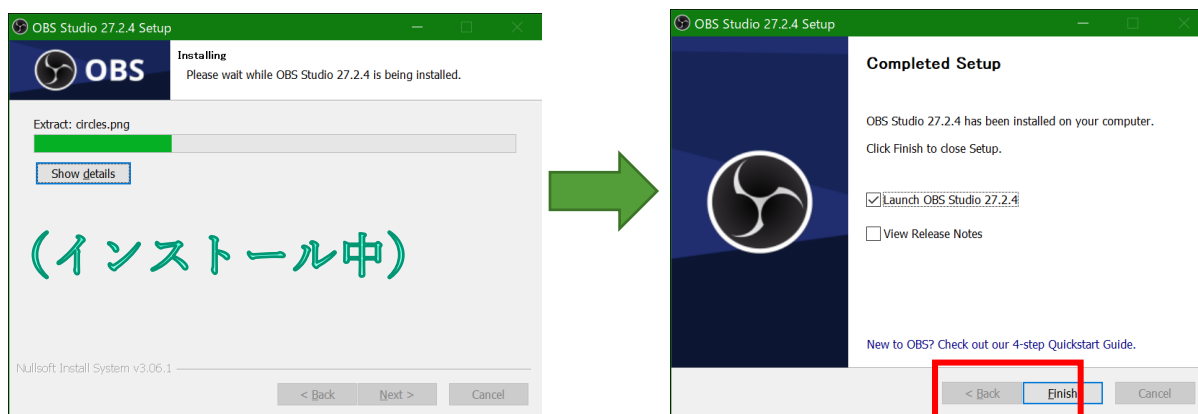 OBS Studio 27.2.4 Setup
OBS
Installing
Please wait while OBS Studio 27.2.4 is being installed.
Extract: circles.png
Show details
(インストール中)
Nullsoft Install System v3.06.1
< Back
Next >
Cancel
OBS Studio 27.2.4 Setup
Completed Setup
OBS Studio 27.2.4 has been installed on your computer.
Click Finish to close Setup.
Launch OBS Studio 27.2.4
View Release Notes
New to OBS? Check out our 4-step Quickstart Guide.
< Back
Finish
Cancel